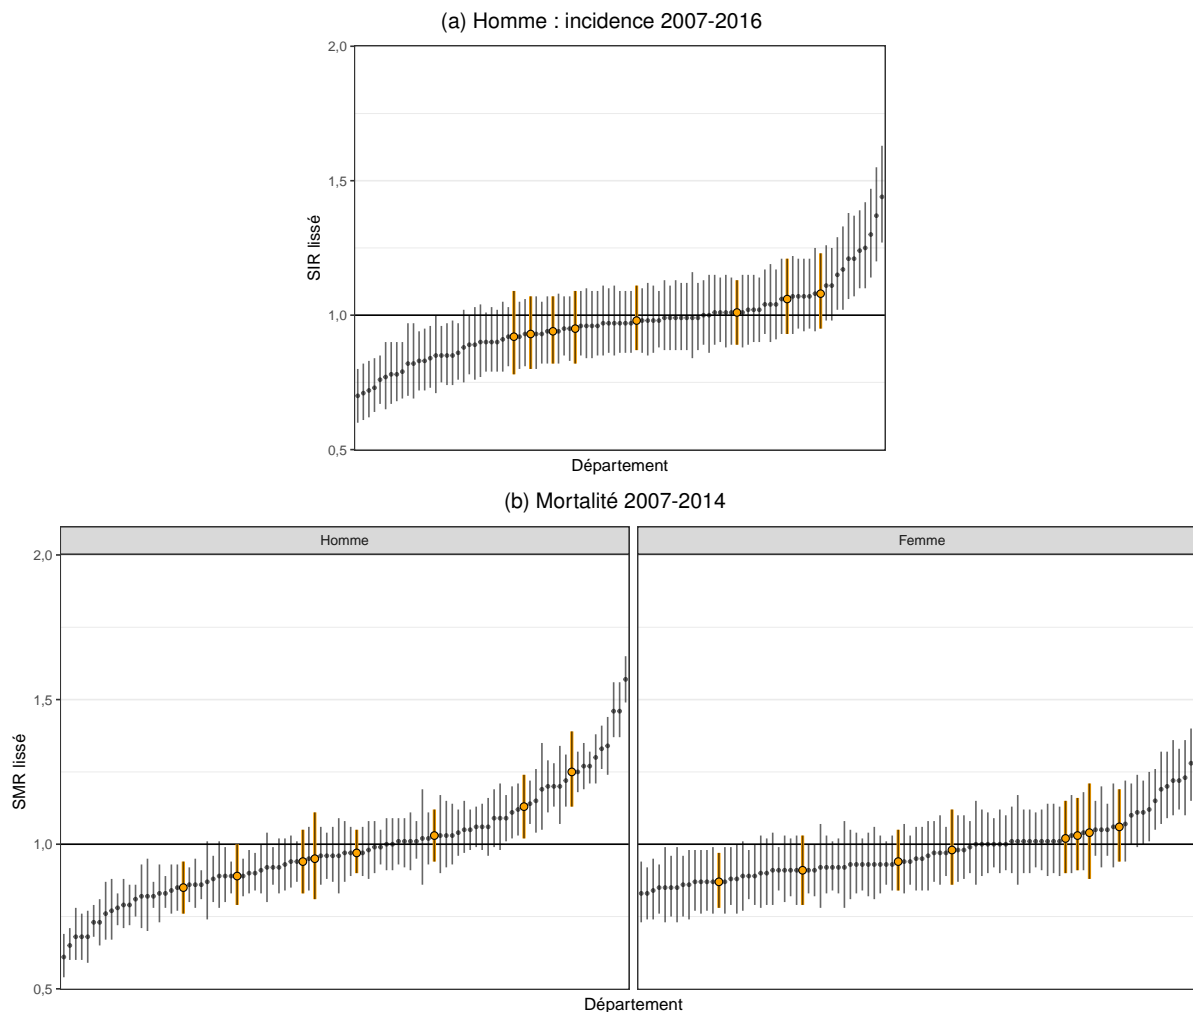 (a) Homme : incidence 2007-2016
2,0
1,5
1,0
0,5
SIR lissé
Département
(b) Mortalité 2007-2014
Homme
Femme
2,0
1,5
1,0
0,5
SMR lissé
Département